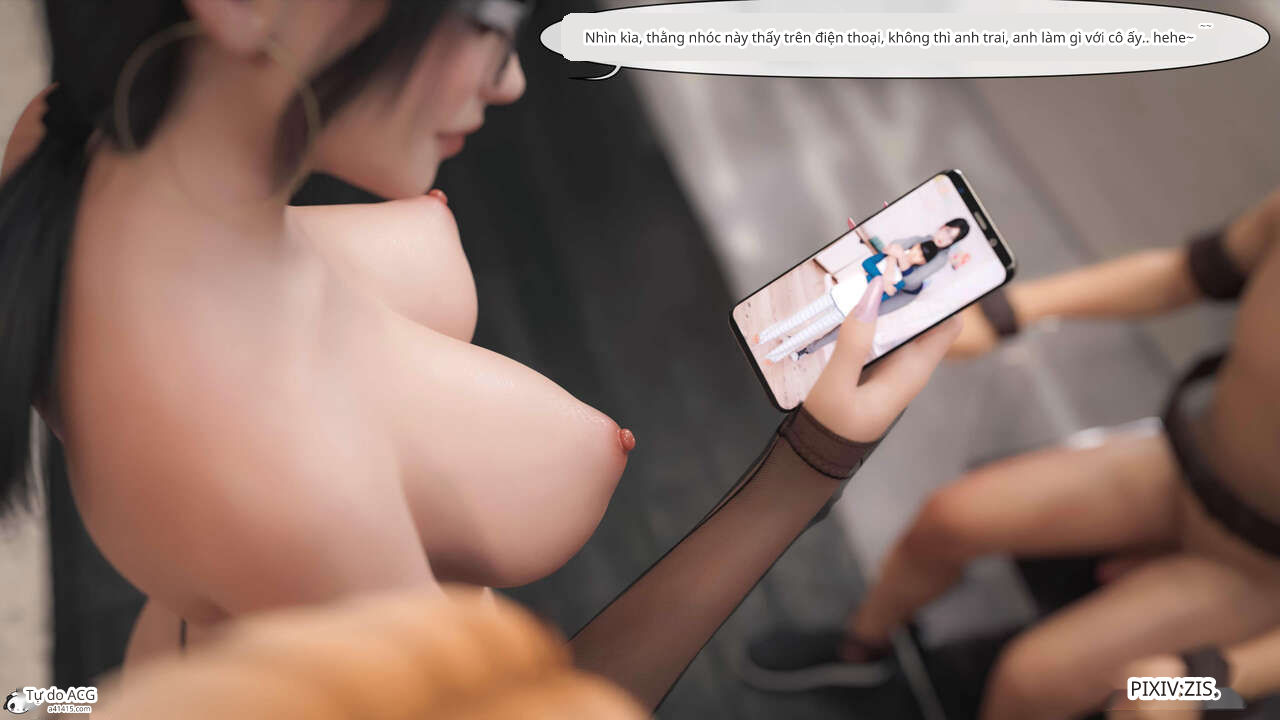 Nhìn kìa, thằng nhóc này thấy trên điện thoại, không thì anh trai, anh làm gì với cô ấy.. hehe~ ~~
Tự do ACG
a41415.com
PIXIV:ZIS.